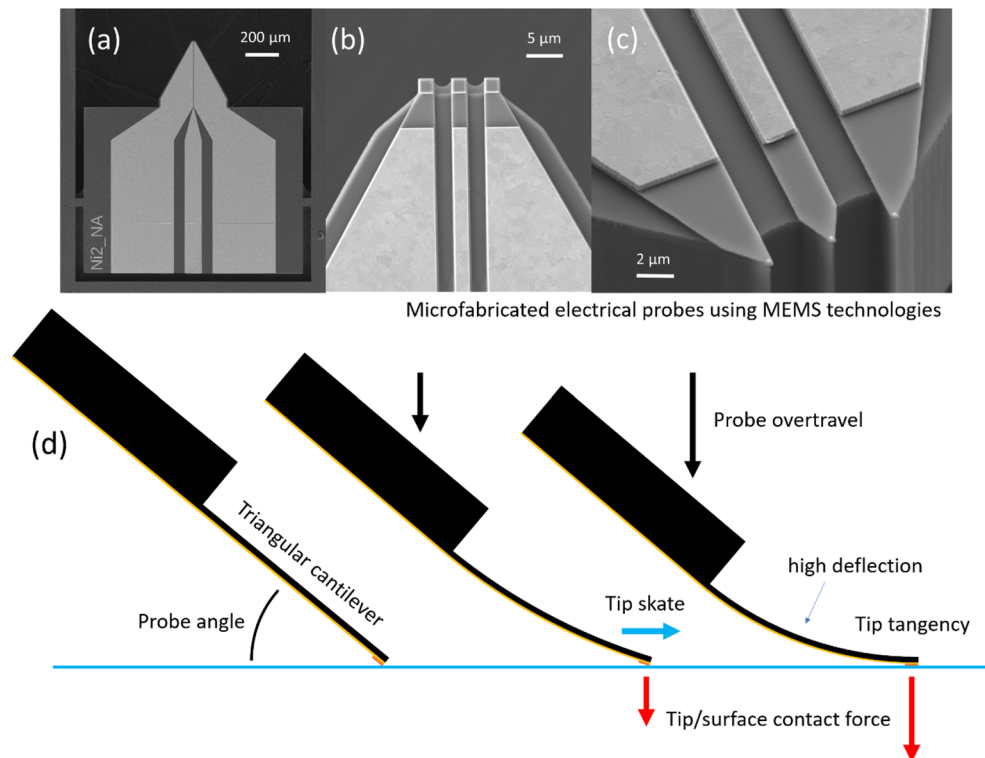 (a)
200 μm
Ni2_NA
(b)
5 μm
(c)
2 μm
Microfabricated electrical probes using MEMS technologies
(d)
Probe overtravel
Triangular cantilever
Probe angle
high deflection
Tip skate
Tip tangency
Tip/surface contact force